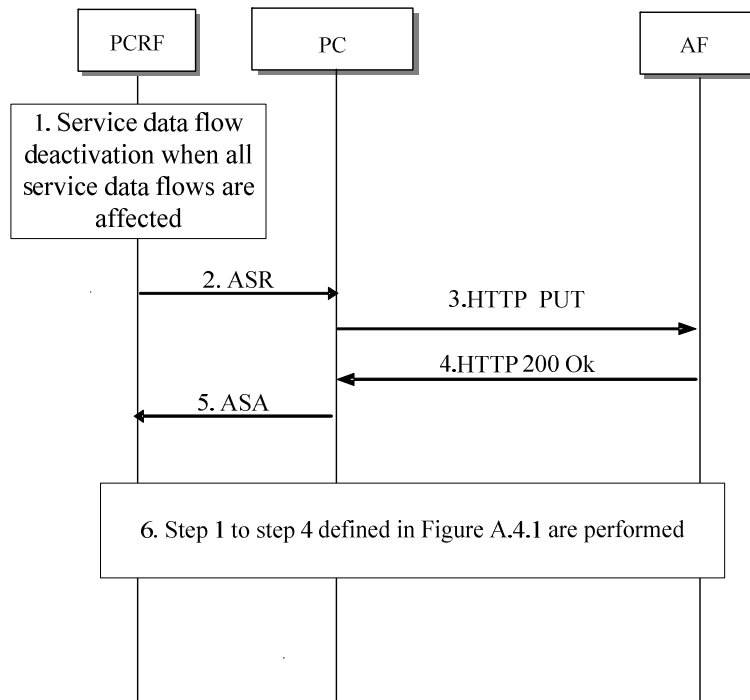 PCRF
PC
AF
1. Service data flow
deactivation when all
service data flows are
affected
2. ASR
3.HTTP PUT
4.HTTP 200 Ok
5. ASA
6. Step 1 to step 4 defined in Figure A.4.1 are performed